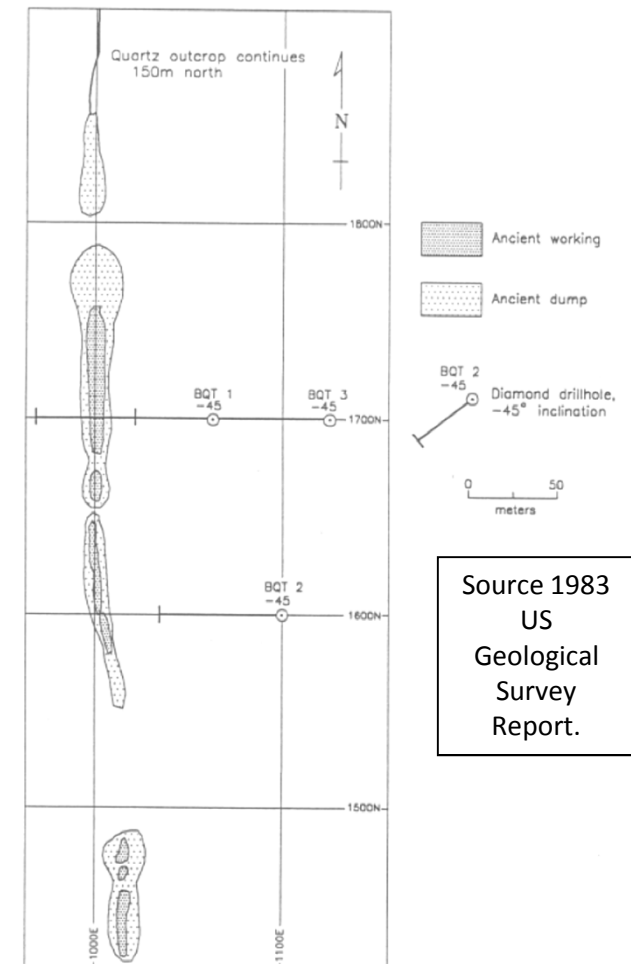 Quartz outcrop continues
150m north
N
1800N
Ancient working
Ancient dump
BQT 1
-45
BQT 3
-45
1700N
BQT 2
-45
Diamond drillhole,
-45° inclination
0 50
meters
BQT 2
-45
1600N
Source 1983
US
Geological
Survey
Report.
1500N
1000E
1100E